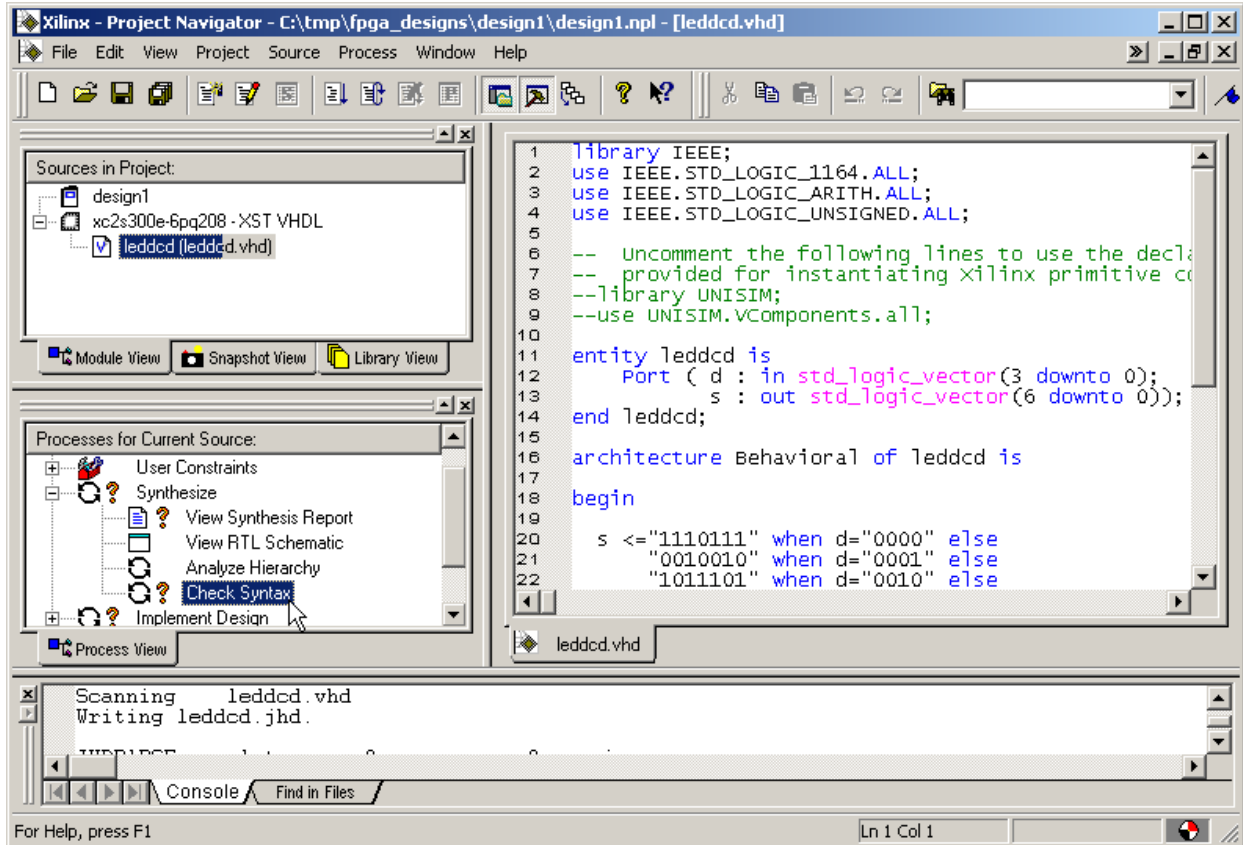 Xilinx - Project Navigator - C:\tmp\fpga_designs\design1\design1.npl - [leddcd.vhd]
File Edit View Project Source Process Window Help
Sources in Project:
design1
xc2s300e-6pq208 - XST VHDL
leddcd (leddcd.vhd)
Module View Snapshot View Library View
Processes for Current Source:
User Constraints
Synthesize
View Synthesis Report
View RTL Schematic
Analyze Hierarchy
Check Syntax
Implement Design
Process View
1 library IEEE;
2 use IEEE.STD_LOGIC_1164.ALL;
3 use IEEE.STD_LOGIC_ARITH.ALL;
4 use IEEE.STD_LOGIC_UNSIGNED.ALL;
5
6 -- Uncomment the following lines to use the
7 -- provided for instantiating Xilinx primitive
8 --library UNISIM;
9 --use UNISIM.VComponents.all;
10
11 entity leddcd is
12 Port ( d : in std_logic_vector(3 downto 0);
13 s : out std_logic_vector(6 downto 0));
14 end leddcd;
15
16 architecture Behavioral of leddcd is
17
18 begin
19
20 s <="1110111" when d="0000" else
21 "0010010" when d="0001" else
22 "1011101" when d="0010" else
leddcd.vhd
Scanning leddcd.vhd
Writing leddcd.jhd.
Console Find in Files
For Help, press F1
Ln 1 Col 1